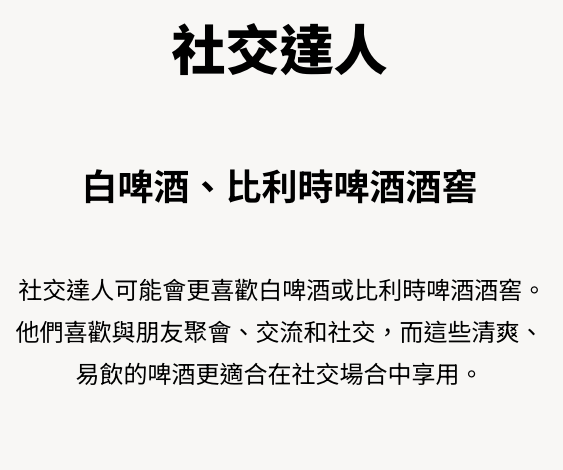 社交達人
白啤酒、比利時啤酒酒窖
社交達人可能會更喜歡白啤酒或比利時啤酒酒窖。
他們喜歡與朋友聚會、交流和社交，而這些清爽、
易飲的啤酒更適合在社交場合中享用。